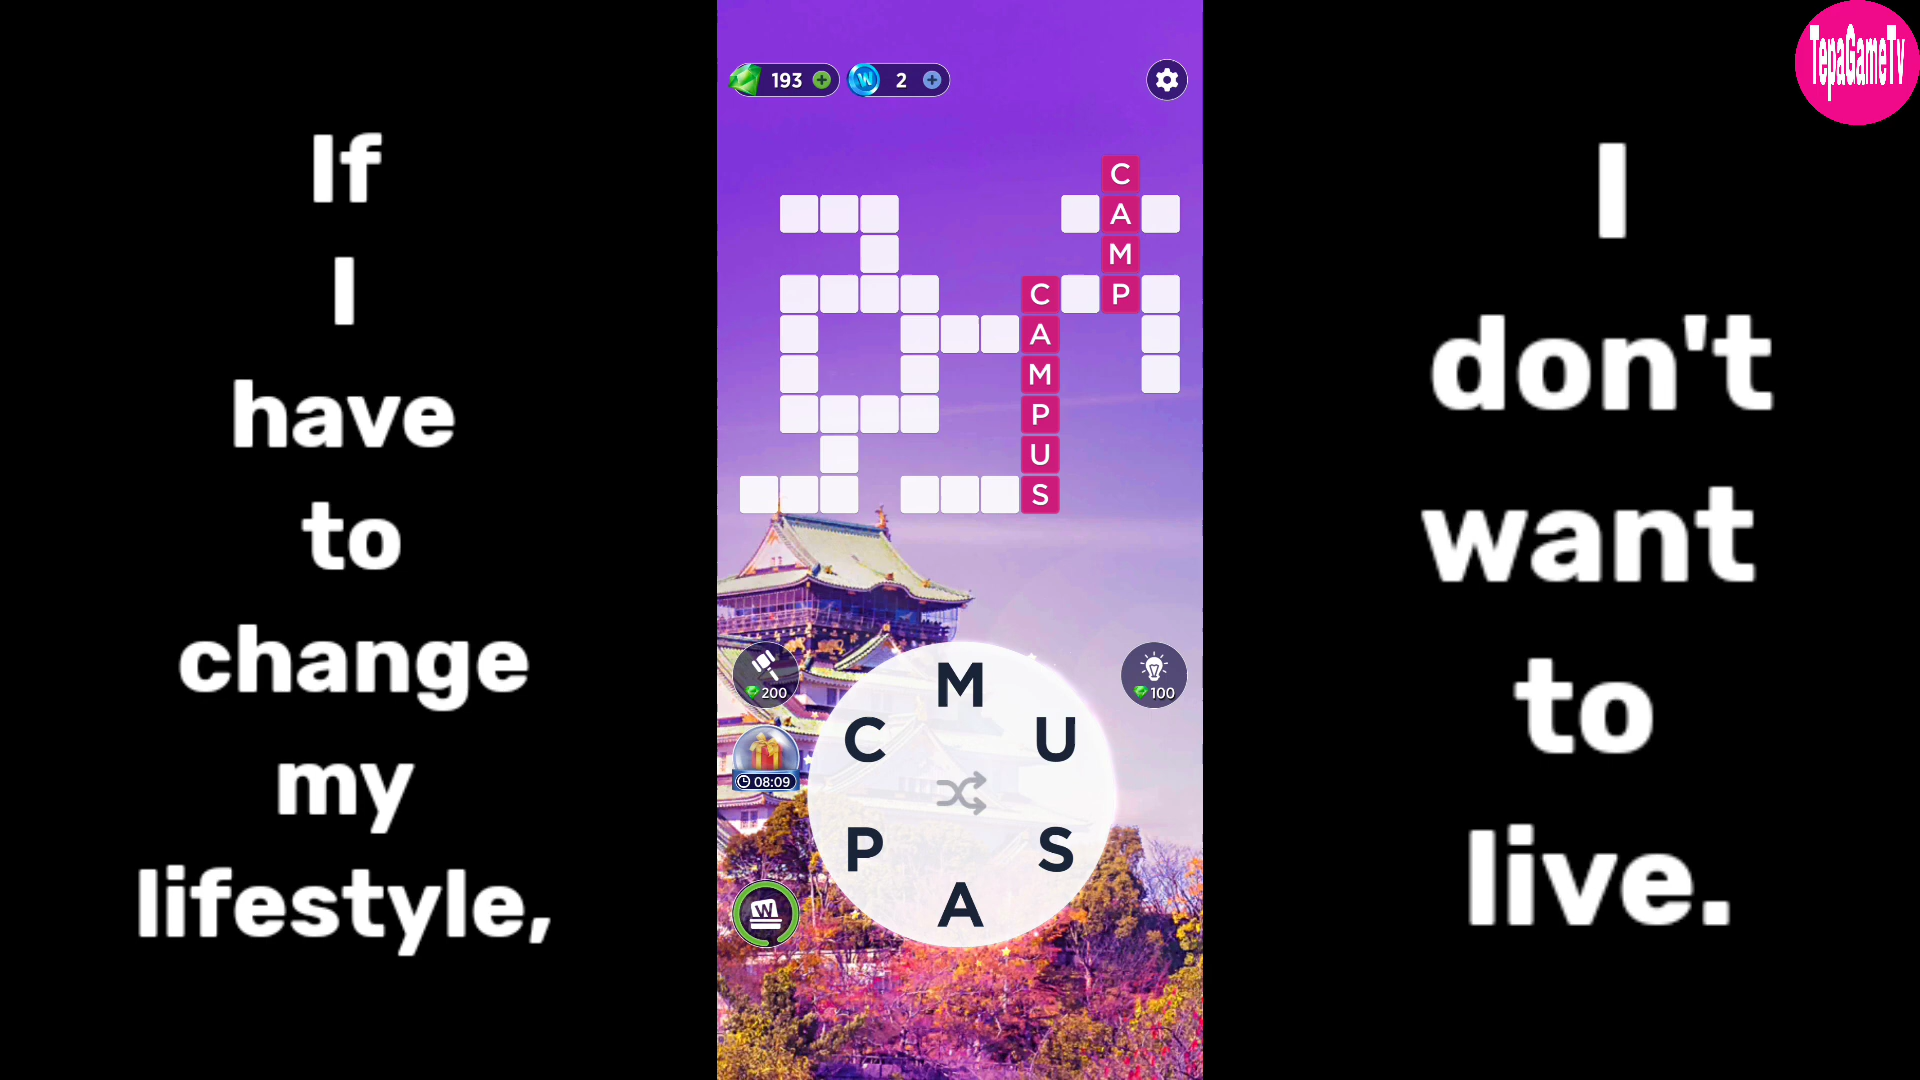 If
I
have
to
change
my
lifestyle,
193
W
2
C
A
M
C P
A
M
P
U
S
200
100
08:09
W
M
C U
P S
A
I
don't
want
to
live.
TepaGameTv